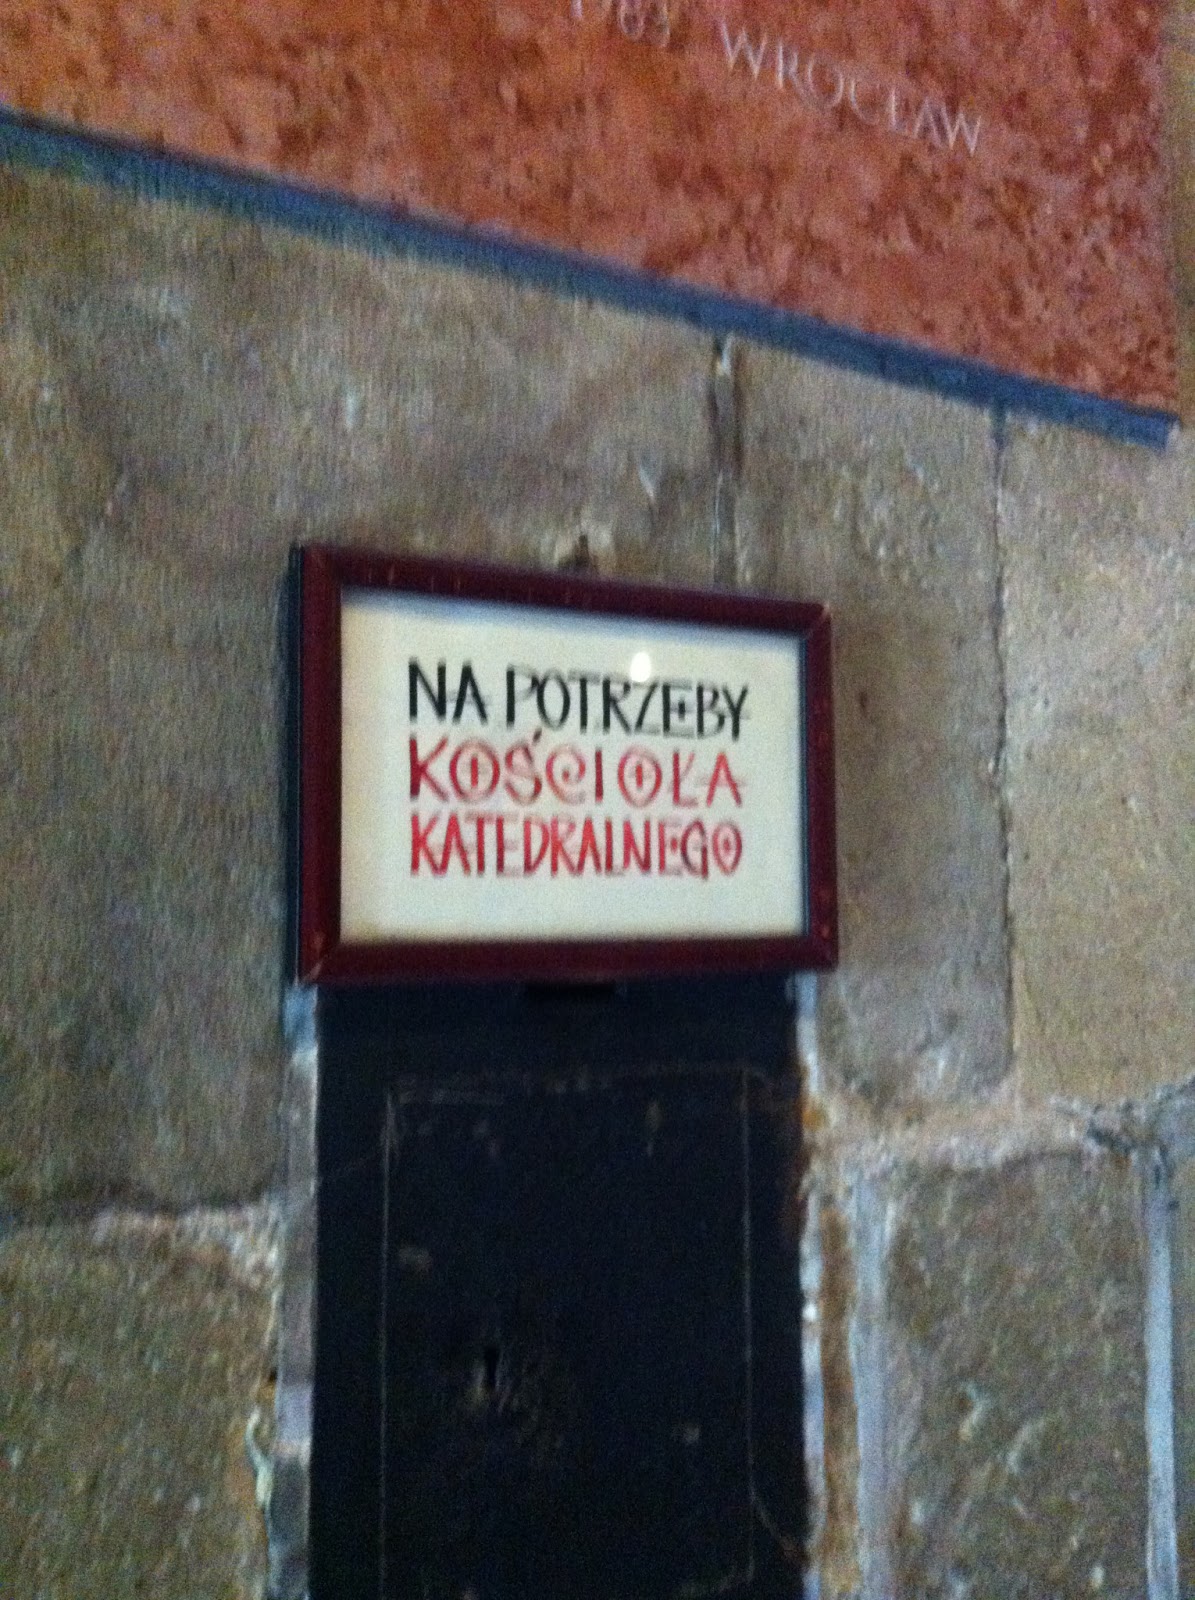 WROCŁAW
NA POTRZEBY
KOŚCIOŁA
KATEDRALNEGO